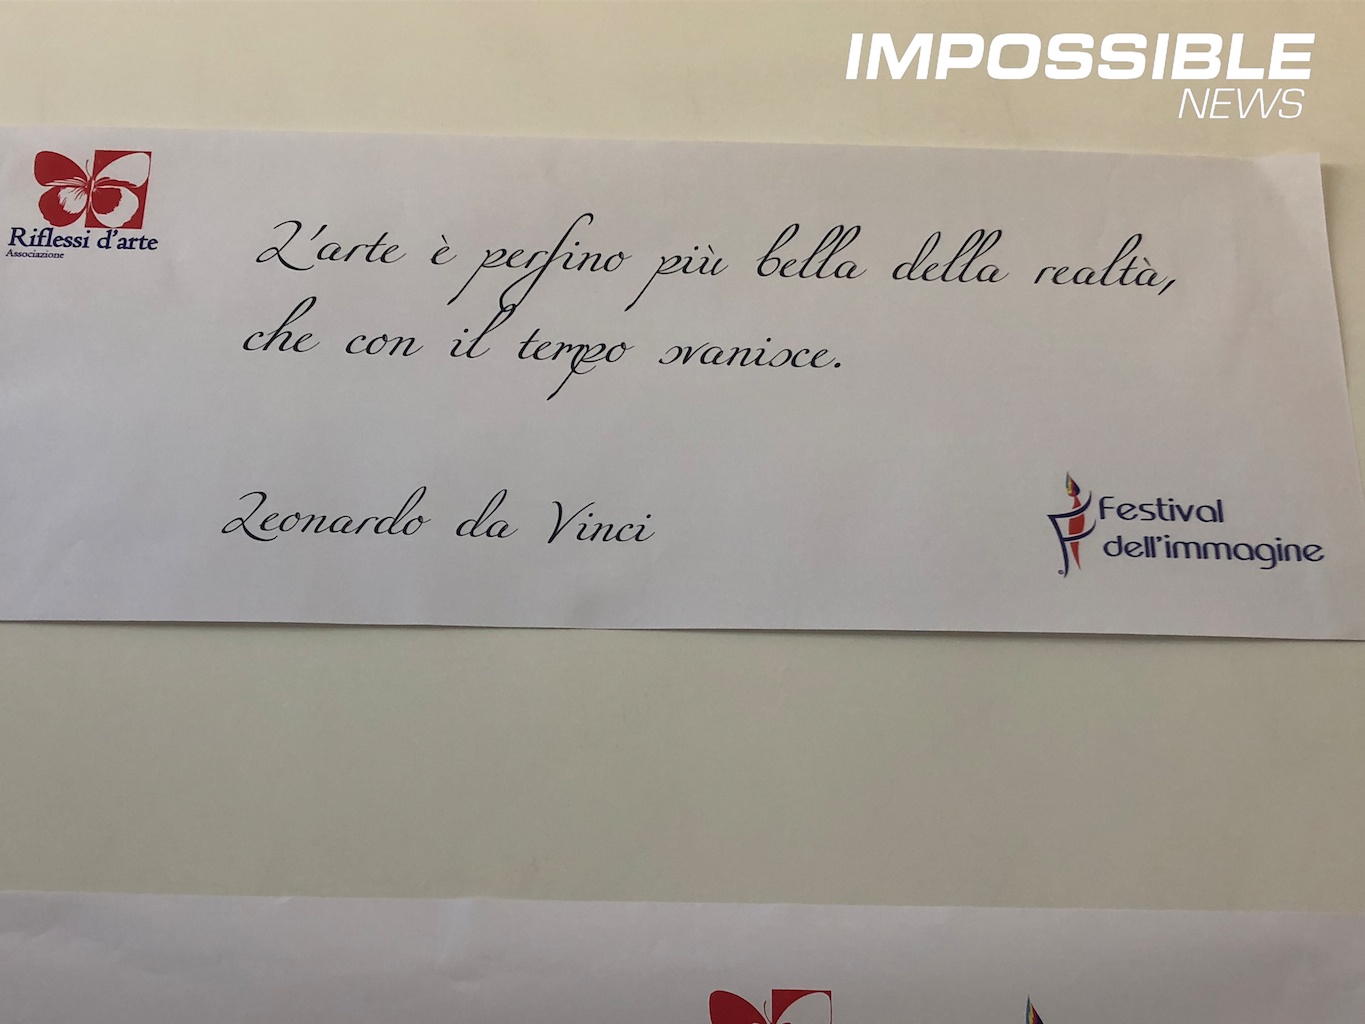 IMPOSSIBLE
NEWS
Riflessi d'arte
Associazione
L'arte è perfino più bella della realtà,
che con il tempo svanisce.
Leonardo da Vinci
Festival
dell'immagine